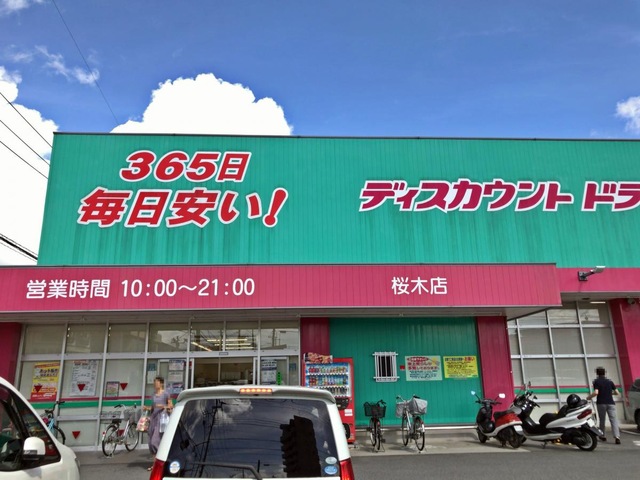 365日
毎日安い!
ディスカウント ドラ
営業時間 10:00〜21:00
桜木店